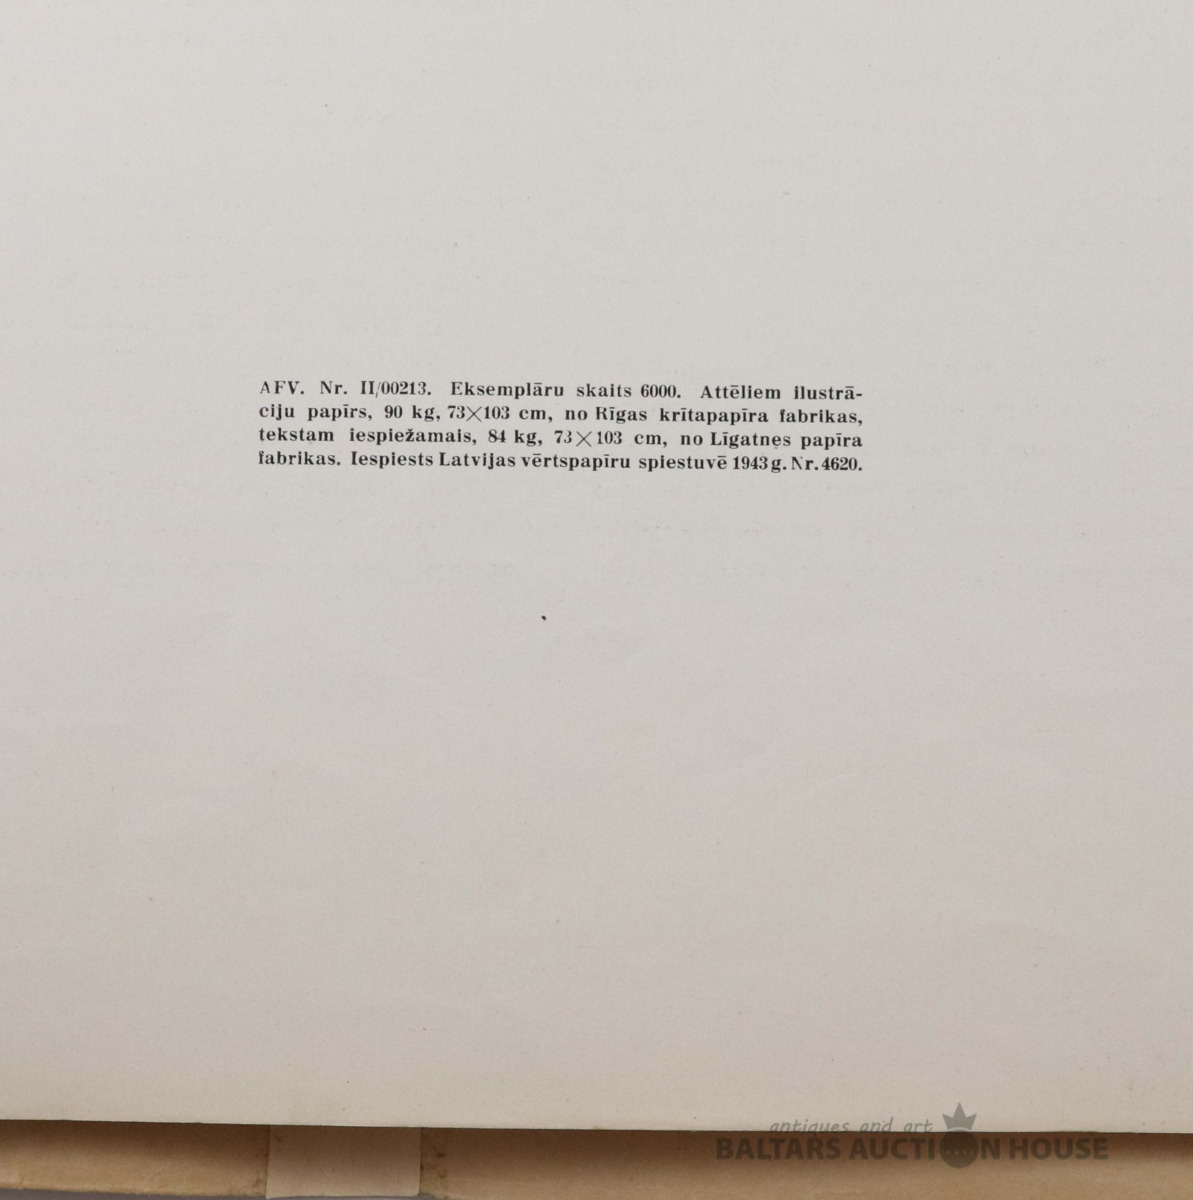 AFV. Nr. II/00213. Eksemplāru skaits 6000. Attēliem ilustrā-
ciju papīrs, 90 kg, 73×103 cm, no Rīgas krītapapīra fabrikas,
tekstam iespiežamais, 84 kg, 73×103 cm, no Līgatnes papīra
fabrikas. Iespiests Latvijas vērtspapīru spiestuvē 1943 g. Nr. 4620.
antiques and art
BALTARS AUCTION HOUSE